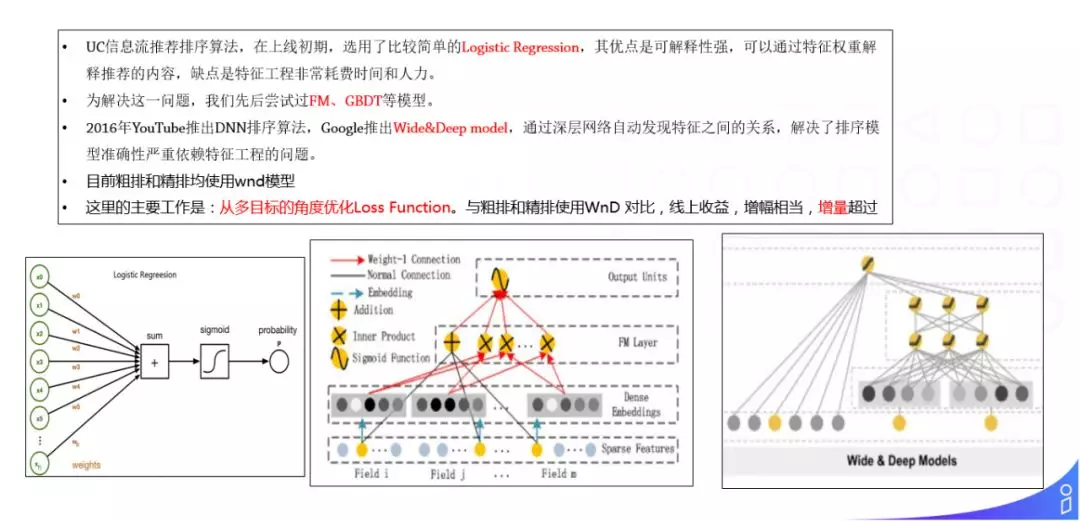 • UC信息流推荐排序算法，在上线初期，选用了比较简单的Logistic Regression，其优点是可解释性强，可以通过特征权重解
释推荐的内容，缺点是特征工程非常耗费时间和人力。
• 为解决这一问题，我们先后尝试过FM、GBDT等模型。
• 2016年YouTube推出DNN排序算法，Google推出Wide&Deep model，通过深层网络自动发现特征之间的关系，解决了排序模
型准确性严重依赖特征工程的问题。
• 目前粗排和精排均使用wnd模型
• 这里的主要工作是：从多目标的角度优化Loss Function。与粗排和精排使用WnD 对比，线上收益，增幅相当，增量超过
Logistic Regreesion
x0
x1
x2
x3
x4
x5
w0
w1
w2
w3
w4
w5
weights
sum
+
sigmoid
probability
P
Weight-1 Connection
Normal Connection
Embedding
Addition
Inner Product
Sigmoid Function
Output Units
FM Layer
Dense
Embeddings
Sparse Features
Field i
Field j
...
Field m
Wide & Deep Models